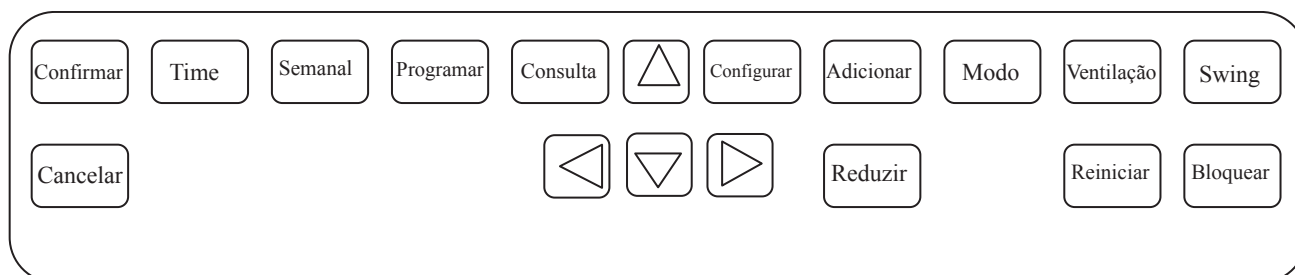 Confirmar Time Semanal Programar Consulta Configurar Adicionar Modo Ventilação Swing
Cancelar Reduzir Reiniciar Bloquear